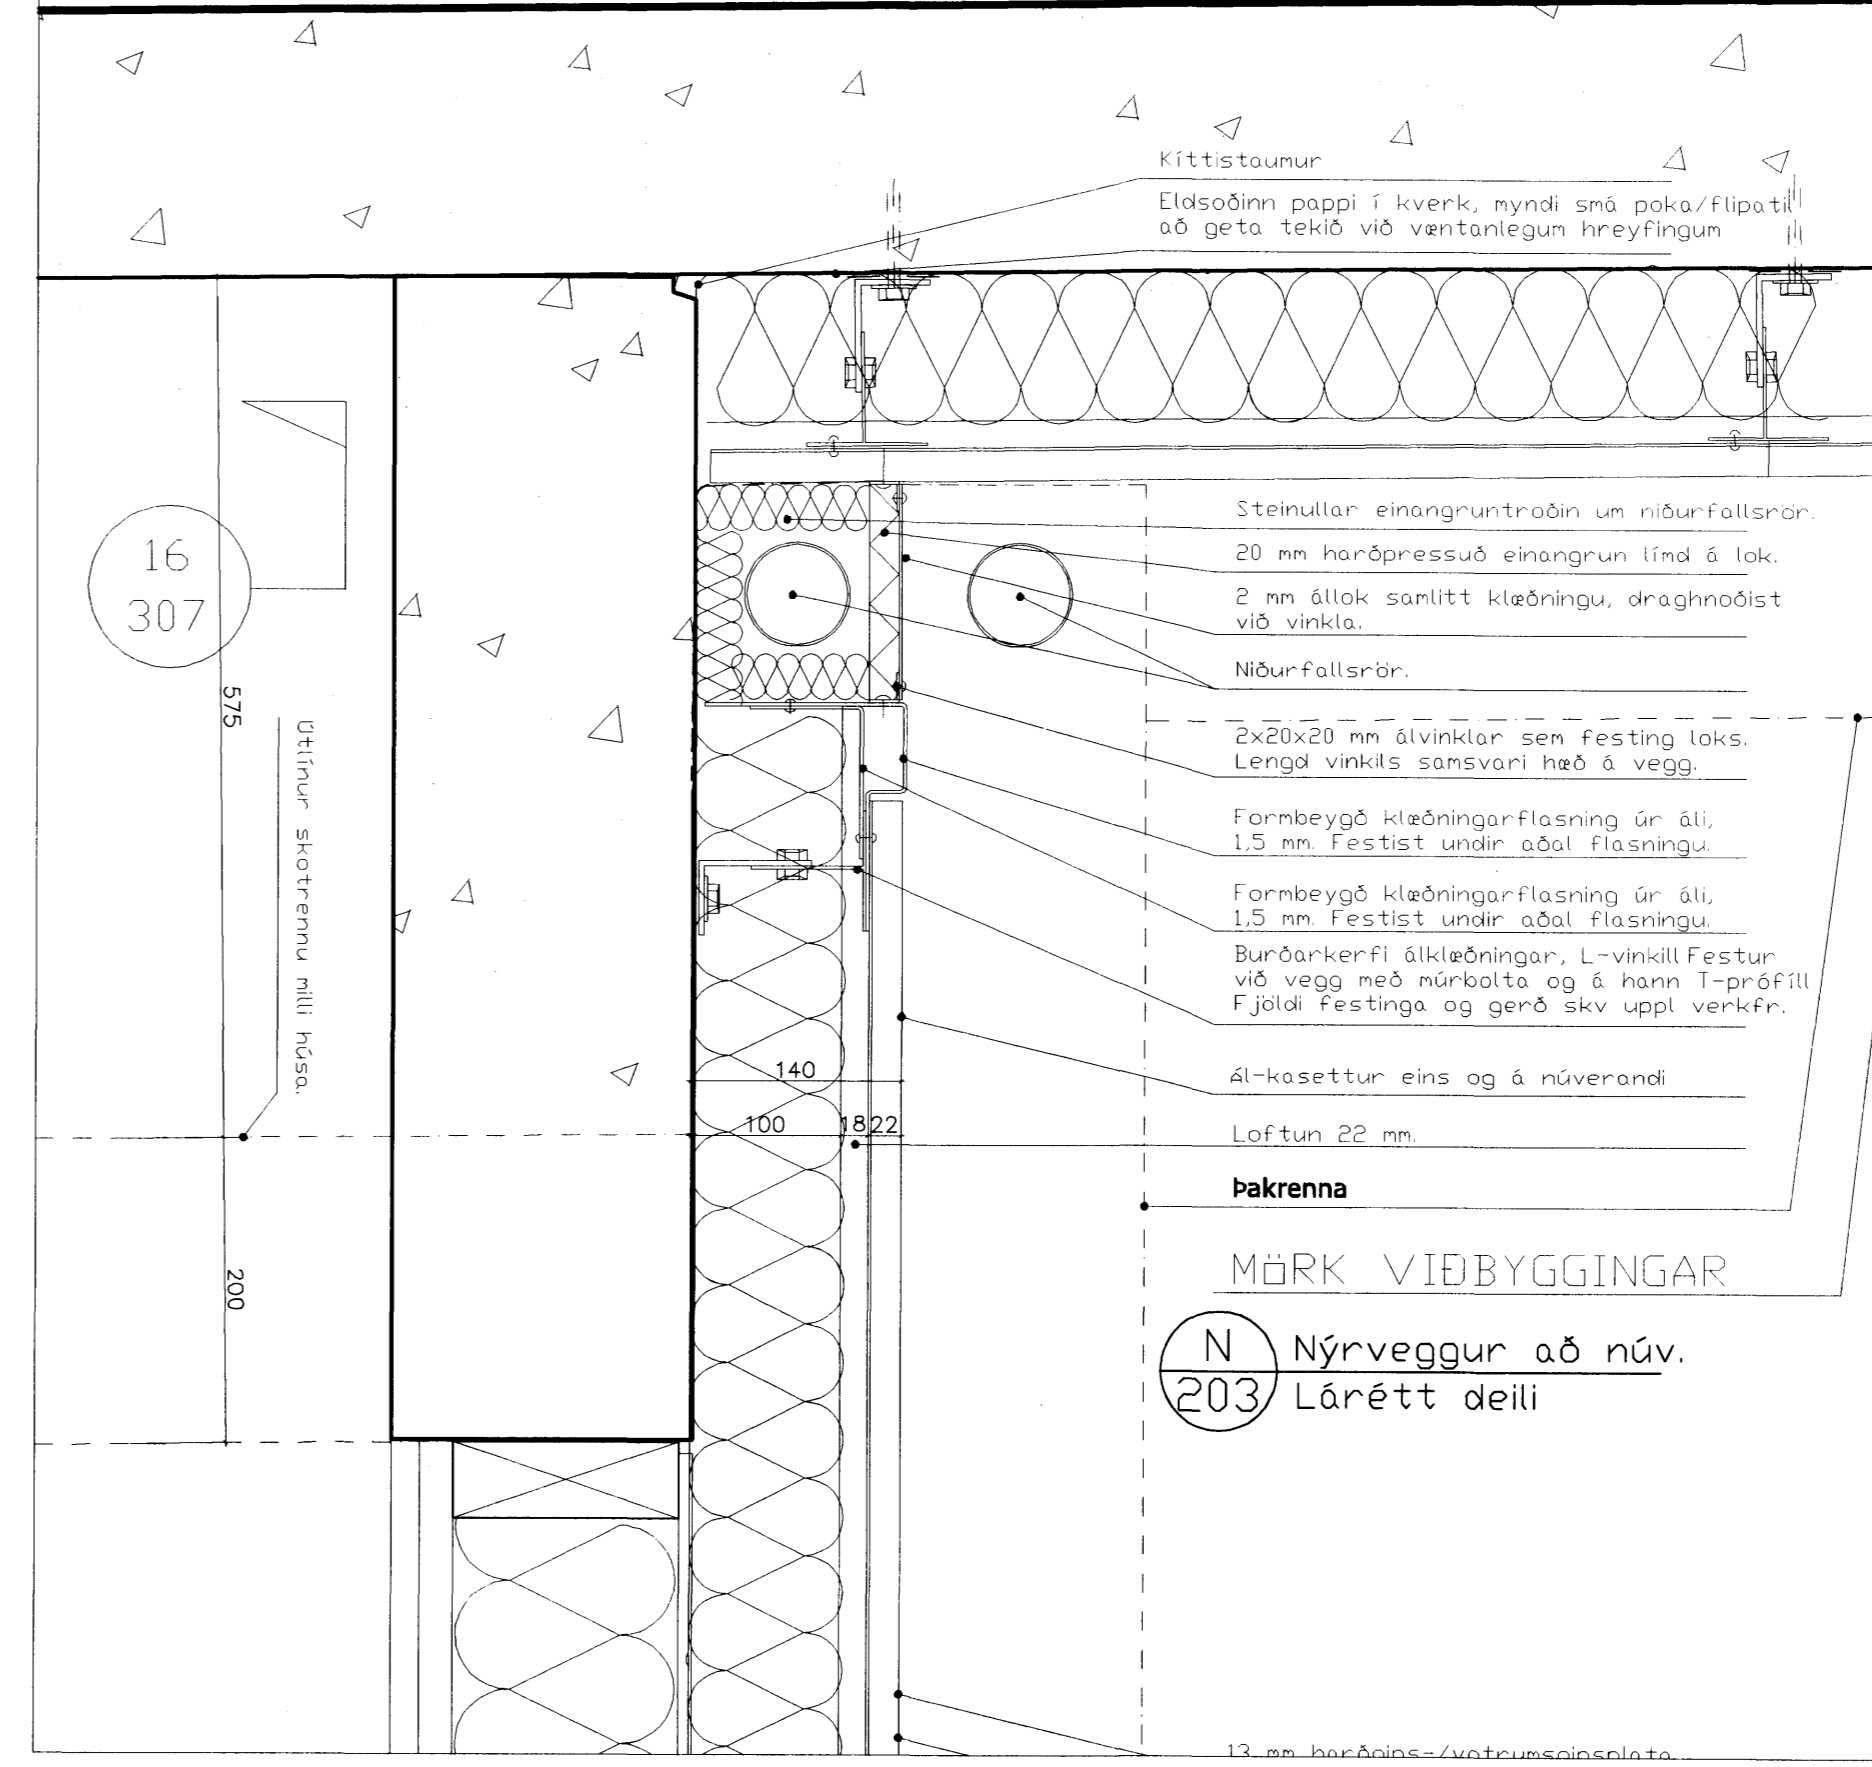 Kíttistaumur
Eldsoðinn pappi í kverk, myndi smá poka/flipatil
að geta tekið við væntanlegum hreyfingum
Steinullar einangruntroðin um niðurfallsrör.
20 mm harðpressuð einangrun límd á lok.
2 mm állok samlitt klæðningu, draghnoðist
við vinkla.
Niðurfallsrör.
2x20x20 mm álvinklar sem festing loks.
Lengd vinkils samsvari hæð á vegg.
Formbeygð klæðningarflasning úr áli,
1,5 mm. Festist undir aðal flasningu.
Formbeygð klæðningarflasning úr áli,
1,5 mm. Festist undir aðal flasningu.
Burðarkerfi álklæðningar, L-vinkill Festur
við vegg með múrbolta og á hann T-prófíll
Fjöldi festinga og gerð skv uppl verkfr.
Ál-kasettur eins og á núverandi
Loftun 22 mm.
Þakrenna
MÖRK VIÐBYGGINGAR
N
203
Nýrveggur að núv.
Lárétt deili
13 mm harðgips-/votrumsgipsplata
16
307
575
Útlínur skotrennu milli húsa.
200
140
100
18
22